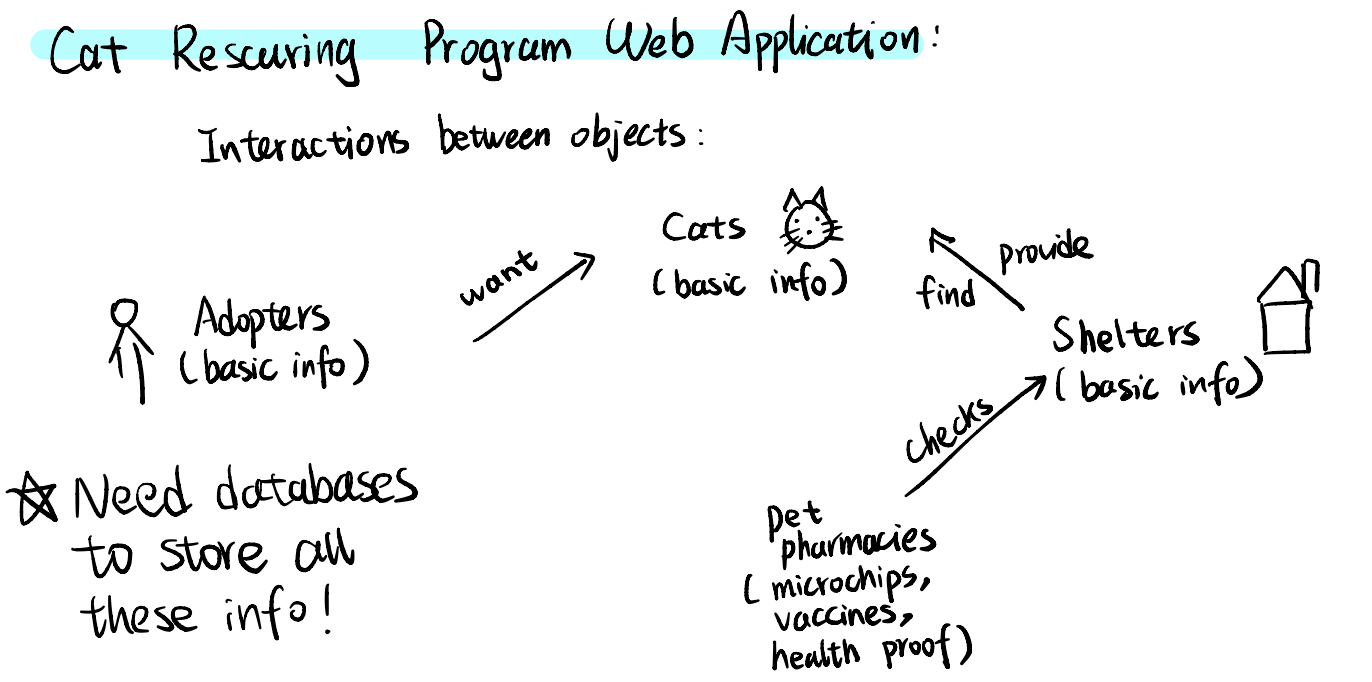 Cat Rescuring Program Web Application:
Interactions between objects:
Cats
(basic info)
want
provide
find
Adopters
(basic info)
Shelters
(basic info)
checks
☆ Need databases
to store all
these info!
pet
pharmacies
(microchips,
vaccines,
health proof)